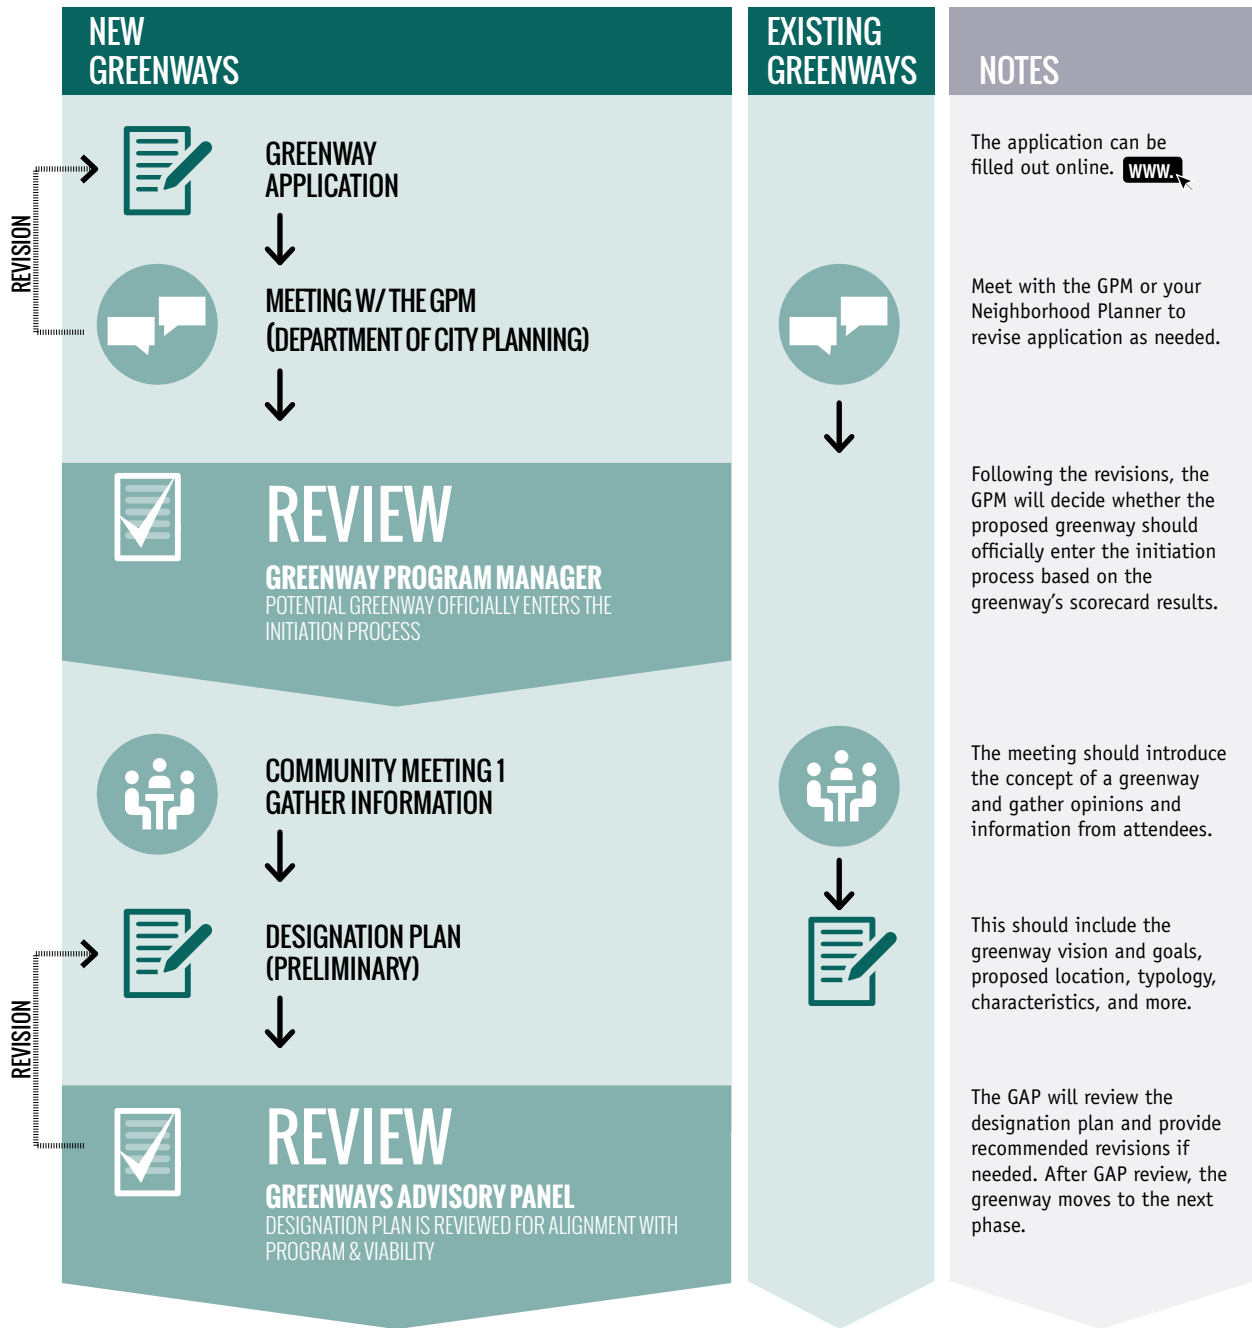 NEW
GREENWAYS
EXISTING
GREENWAYS
NOTES
GREENWAY
APPLICATION
The application can be
filled out online. WWW.
REVISION
MEETING W/ THE GPM
(DEPARTMENT OF CITY PLANNING)
Meet with the GPM or your
Neighborhood Planner to
revise application as needed.
REVIEW
GREENWAY PROGRAM MANAGER
POTENTIAL GREENWAY OFFICIALLY ENTERS THE
INITIATION PROCESS
Following the revisions, the
GPM will decide whether the
proposed greenway should
officially enter the initiation
process based on the
greenway's scorecard results.
COMMUNITY MEETING 1
GATHER INFORMATION
The meeting should introduce
the concept of a greenway
and gather opinions and
information from attendees.
DESIGNATION PLAN
(PRELIMINARY)
This should include the
greenway vision and goals,
proposed location, typology,
characteristics, and more.
REVISION
REVIEW
GREENWAYS ADVISORY PANEL
DESIGNATION PLAN IS REVIEWED FOR ALIGNMENT WITH
PROGRAM & VIABILITY
The GAP will review the
designation plan and provide
recommended revisions if
needed. After GAP review, the
greenway moves to the next
phase.